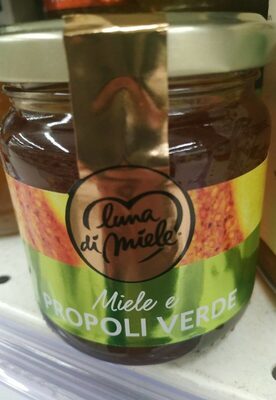 luna
di miele
Miele e
PROPOLI VERDE